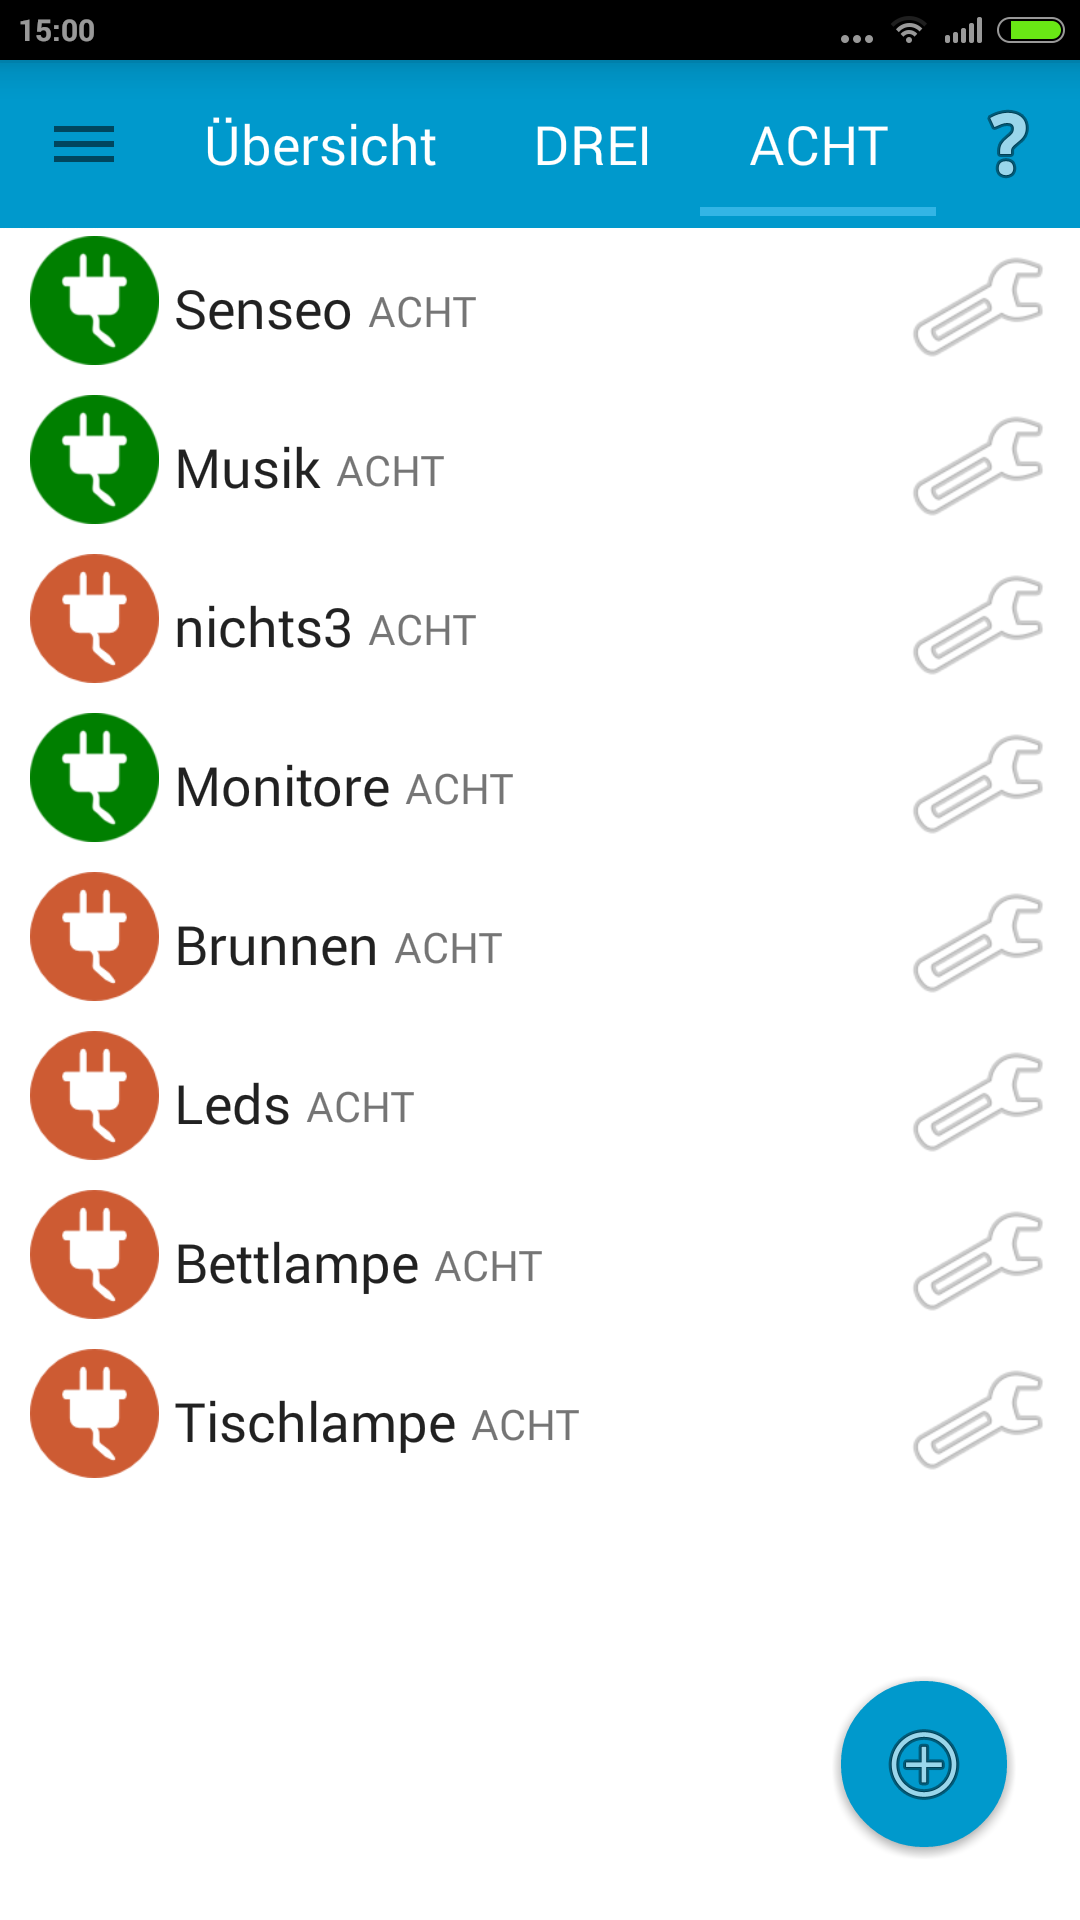 15:00
Übersicht DREI ACHT ?
Senseo ACHT
Musik ACHT
nichts3 ACHT
Monitore ACHT
Brunnen ACHT
Leds ACHT
Bettlampe ACHT
Tischlampe ACHT